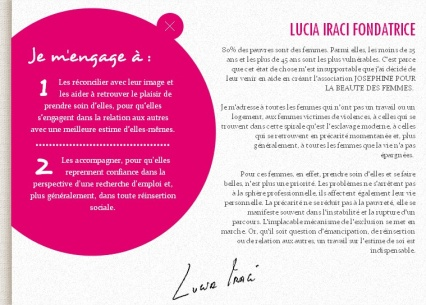 Je m'engage à :
1 Les réconcilier avec leur image et
les aider à retrouver le plaisir de
prendre soin d'elles, pour qu'elles
s'engagent dans la relation aux autres
avec une meilleure estime d'elles-mêmes.
2 Les accompagner, pour qu'elles
reprennent confiance dans la
perspective d'une recherche d'emploi et,
plus généralement, dans toute réinsertion
sociale.
LUCIA IRACI FONDATRICE
80% des pauvres sont des femmes. Parmi elles, les moins de 25
ans et les plus de 45 ans sont les plus vulnérables. C'est parce
que cet état de chose m'est insupportable que j'ai décidé de
leur venir en aide en créant l'association JOSEPHINE POUR
LA BEAUTE DES FEMMES.
Je m'adresse à toutes les femmes qui n'ont pas un travail ou un
logement, aux femmes victimes de violences, à celles qui se
trouvent dans cette spirale qu'est l'esclavage moderne, à celles
qui se retrouvent en précarité momentanée et, plus
généralement, à toutes les femmes que la vie n'a pas
épargnées.
Pour ces femmes, en effet, prendre soin d'elles et se faire
belles, n'est plus une priorité. Les problèmes ne s'arrêtent pas
à la sphère professionnelle, ils affectent également leur vie
personnelle. La précarité ne se réduit pas à la pauvreté, elle se
manifeste souvent dans l'instabilité et la rupture d'un
parcours. L'implacable mécanisme de l'exclusion se met en
marche. Or, qu'il soit question d'émancipation, de réinsertion
ou de relation aux autres, un travail sur l'estime de soi est
indispensable.
Lucia Iraci